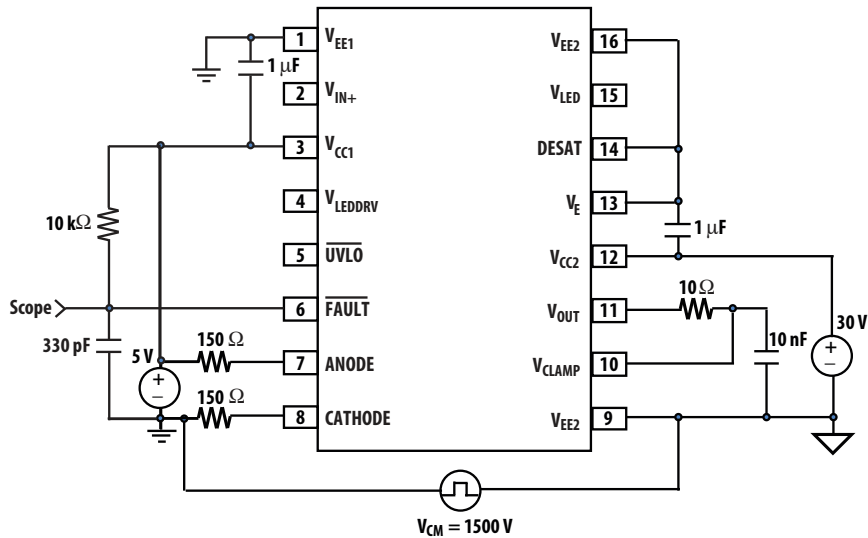 1 V_EE1
1 μF
2 V_IN+
3 V_CC1
4 V_LEDDRV
10 kΩ
5 U̅V̅L̅O̅
Scope
6 F̅A̅U̅L̅T̅
330 pF
5 V
+
−
150 Ω
7 ANODE
150 Ω
8 CATHODE
V_EE2 16
V_LED 15
DESAT 14
V_E 13
1 μF
V_CC2 12
10 Ω
V_OUT 11
30 V
+
−
10 nF
V_CLAMP 10
V_EE2 9
V_CM = 1500 V